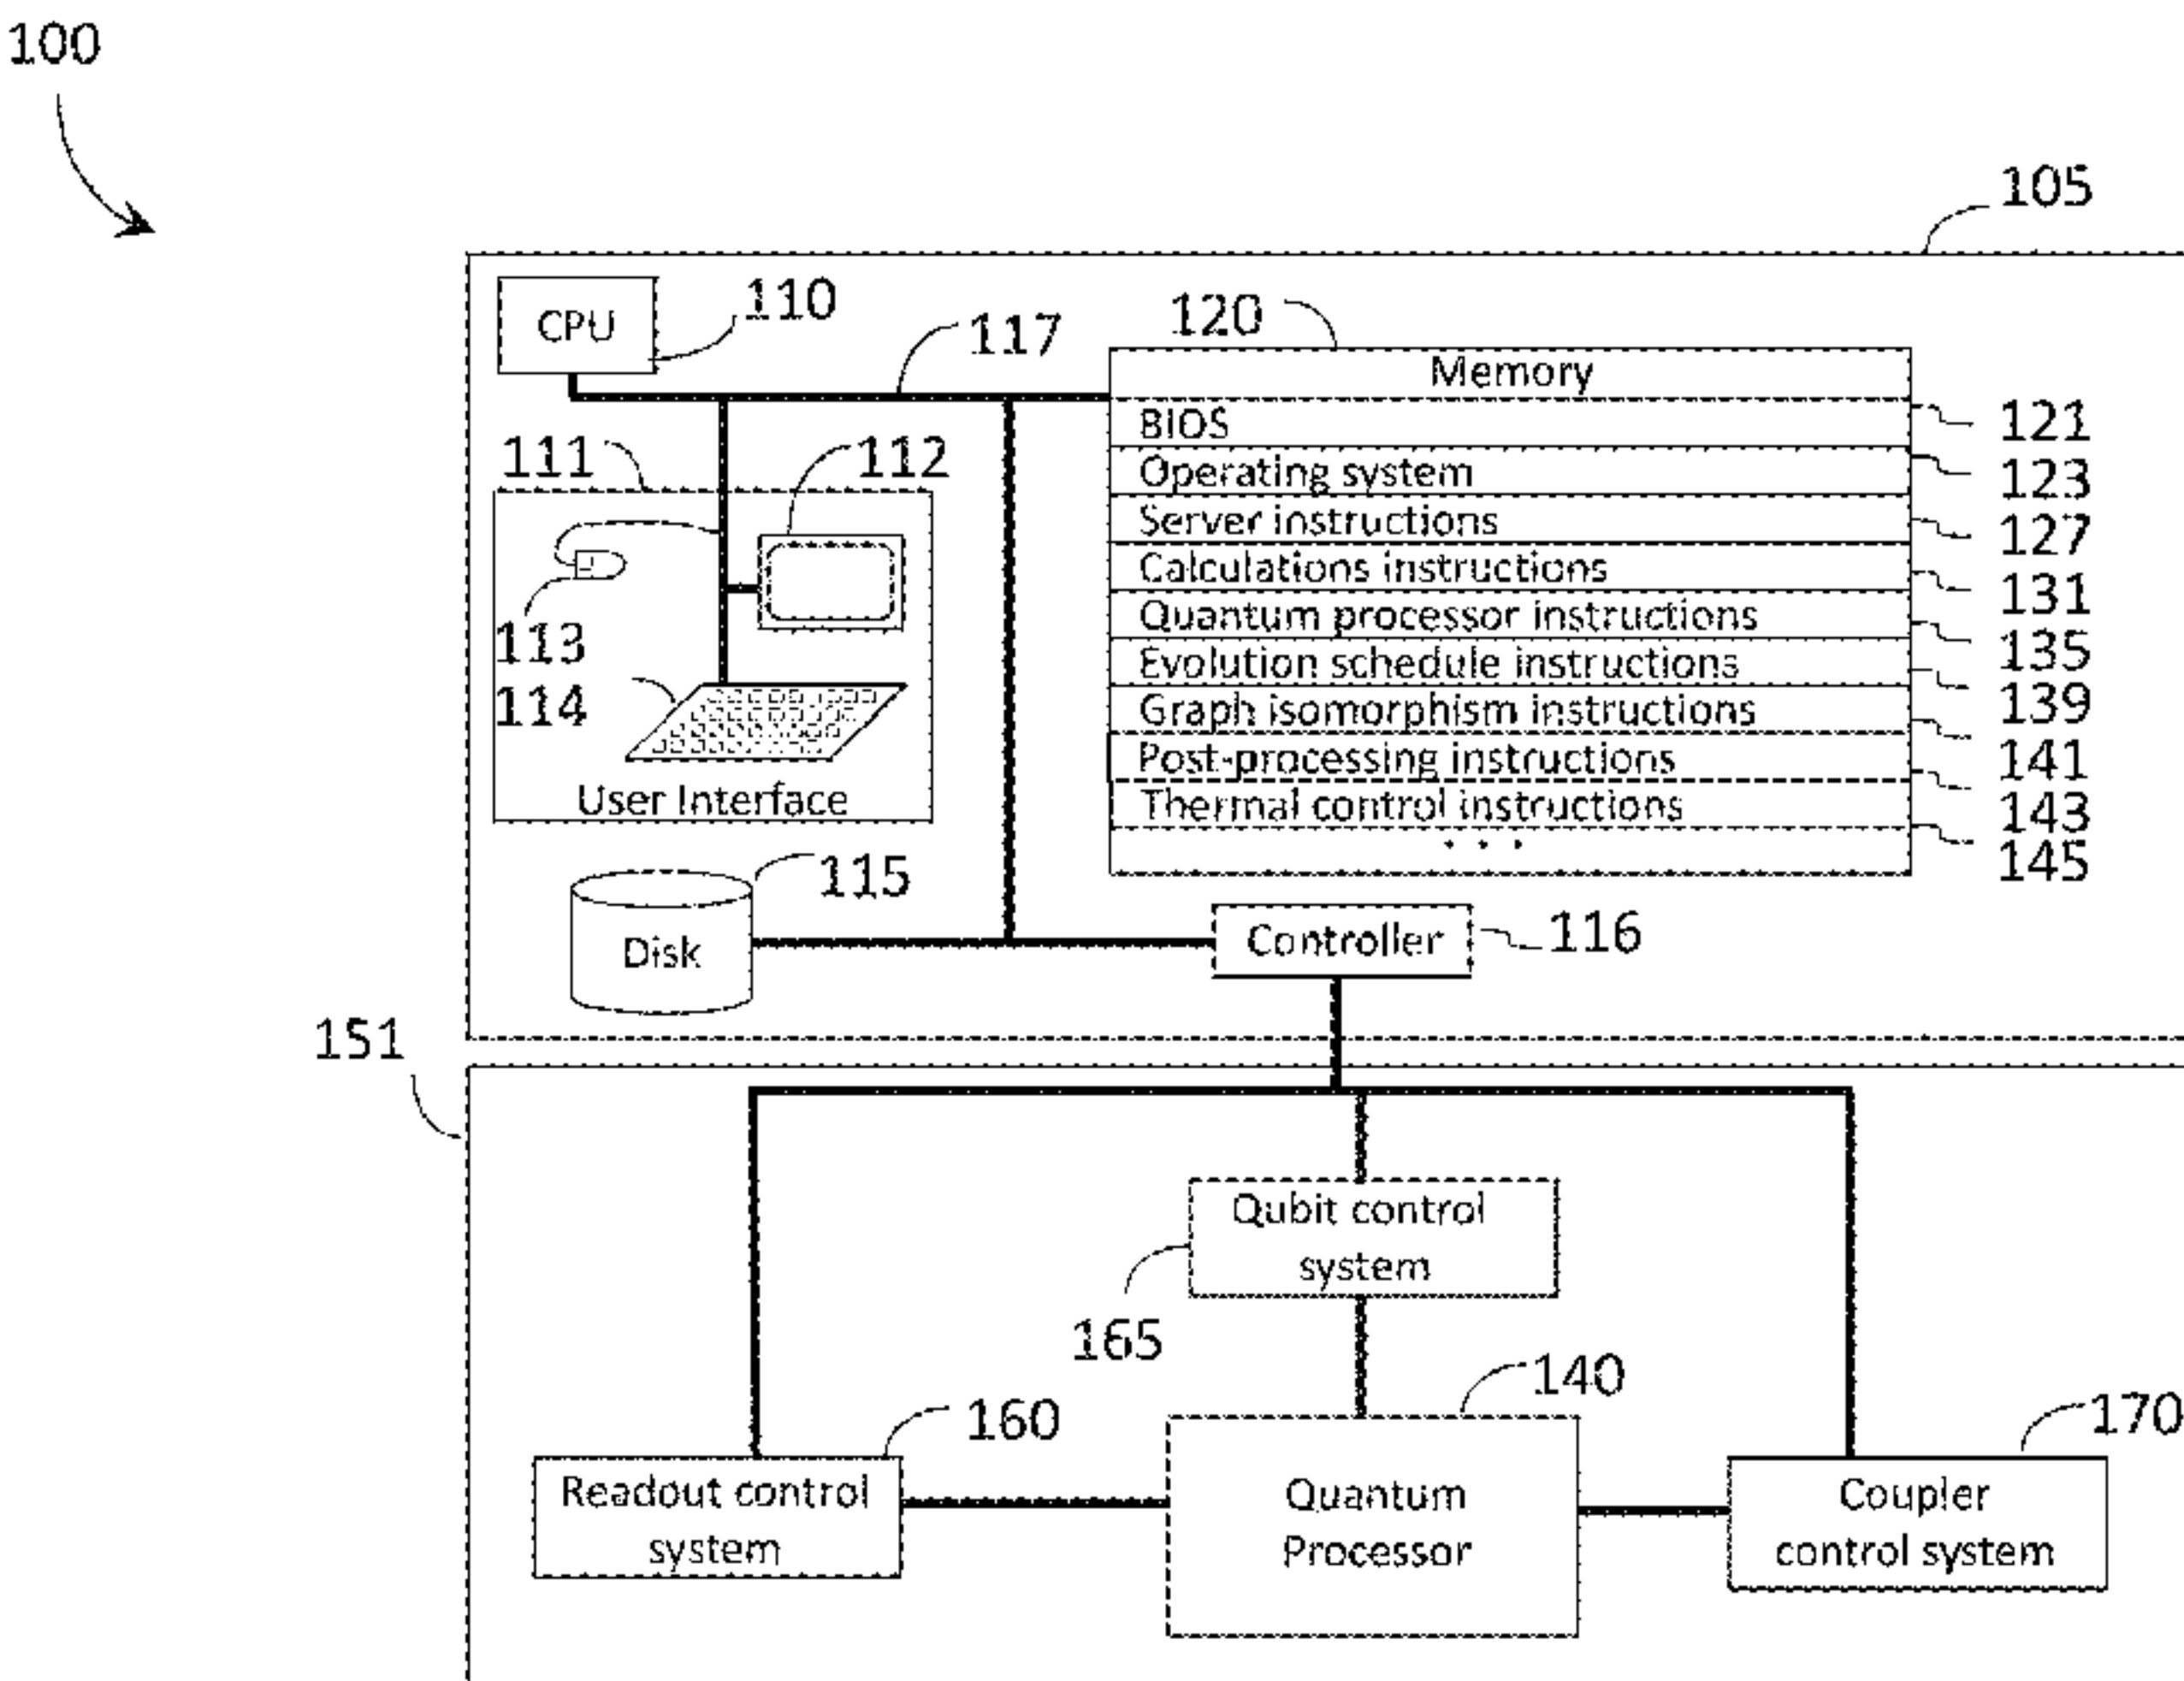 100
105
CPU
110
117
120
Memory
BIOS
121
Operating system
123
Server instructions
127
Calculations instructions
131
Quantum processor instructions
135
Evolution schedule instructions
139
Graph isomorphism instructions
141
Post-processing instructions
143
Thermal control instructions
145
. . .
111
112
113
114
User Interface
115
Disk
Controller
116
151
Qubit control
system
165
140
160
170
Readout control
system
Quantum
Processor
Coupler
control system